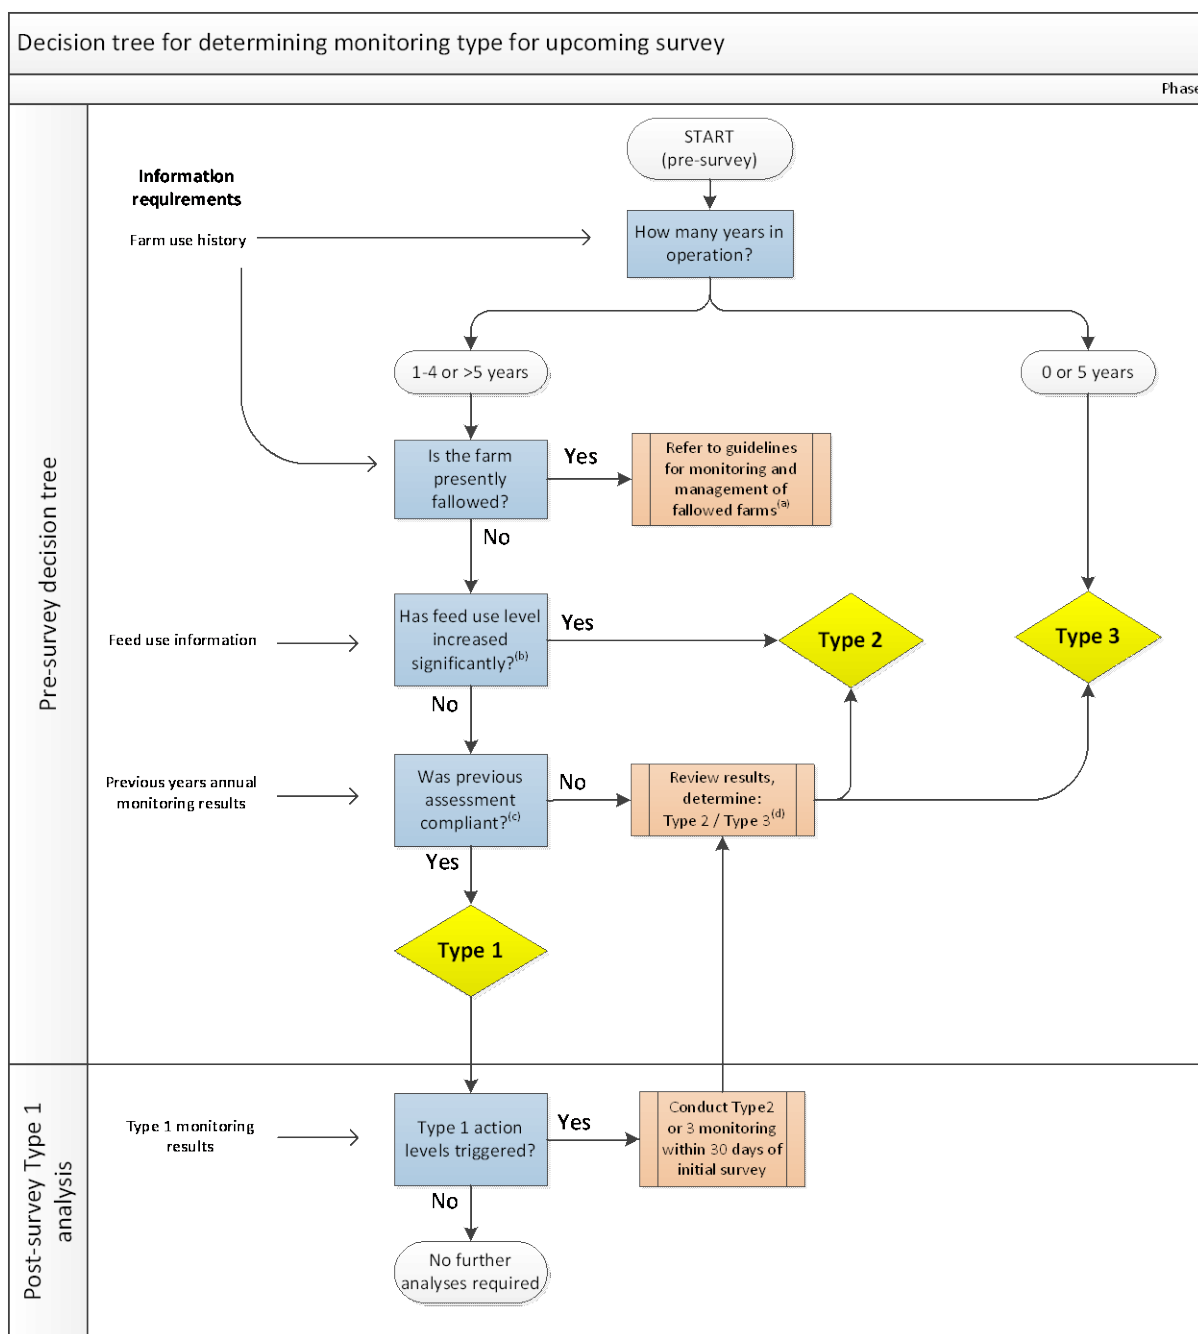 Decision tree for determining monitoring type for upcoming survey
Phase
Pre-survey decision tree
START
(pre-survey)
Information
requirements
Farm use history
How many years in
operation?
1-4 or >5 years
0 or 5 years
Is the farm
presently
fallowed?
Yes
Refer to guidelines
for monitoring and
management of
fallowed farms(a)
No
Feed use information
Has feed use level
increased
significantly?(b)
Yes
Type 2
Type 3
No
Previous years annual
monitoring results
Was previous
assessment
compliant?(c)
No
Review results,
determine:
Type 2 / Type 3(d)
Yes
Type 1
Post-survey Type 1
analysis
Type 1 monitoring
results
Type 1 action
levels triggered?
Yes
Conduct Type2
or 3 monitoring
within 30 days of
initial survey
No
No further
analyses required